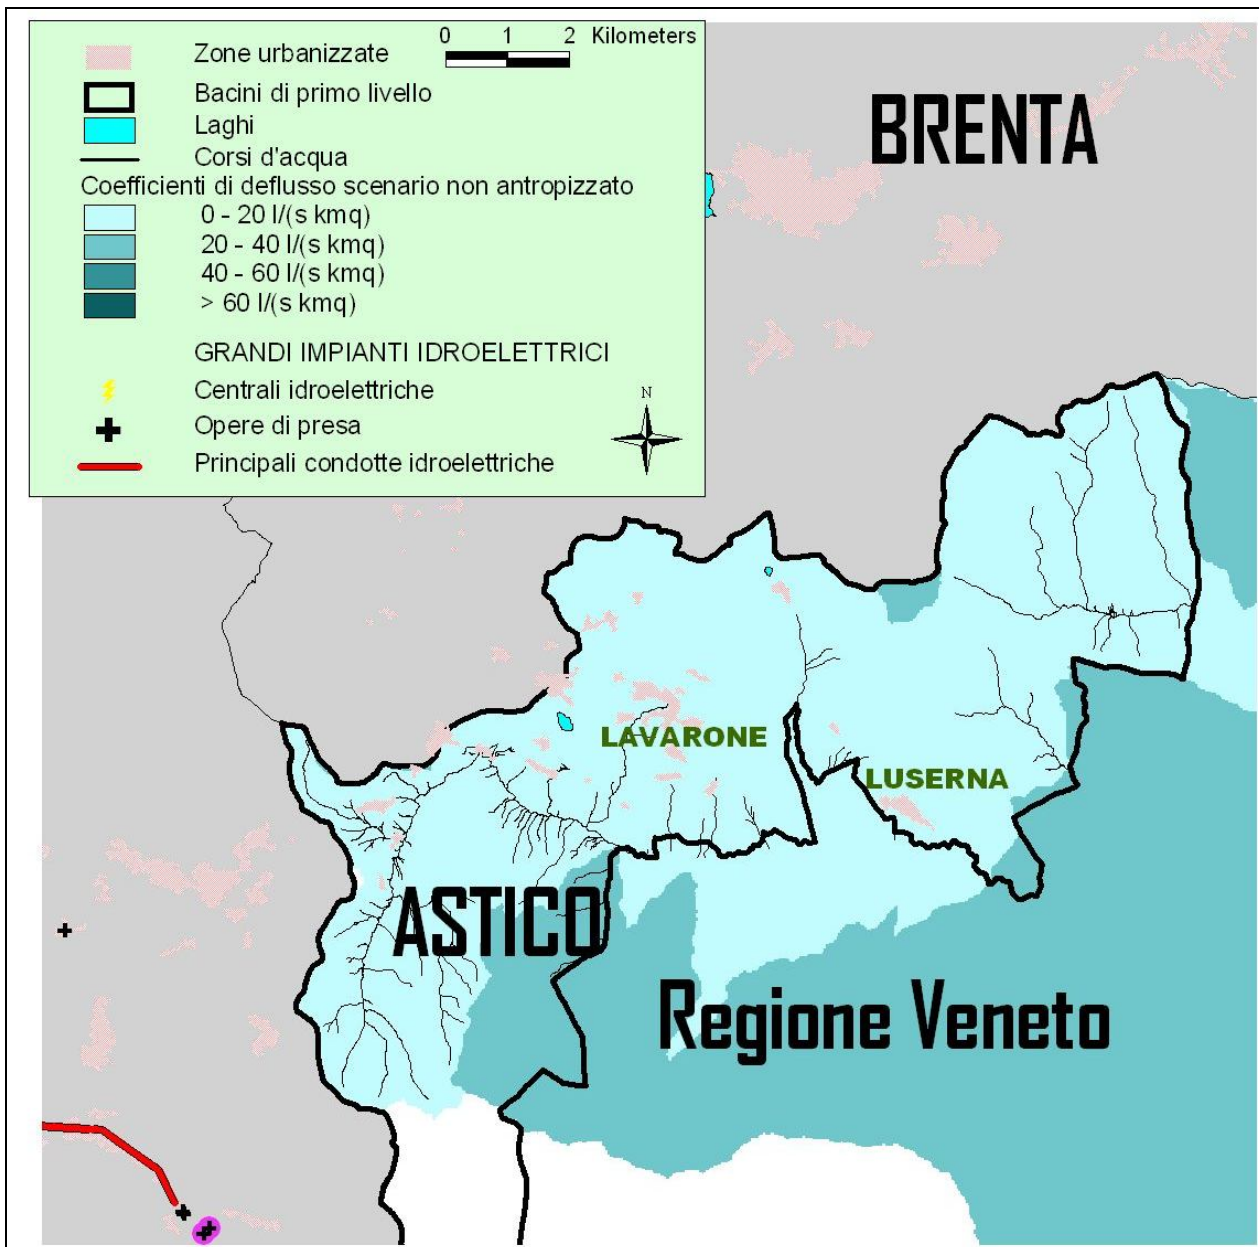 0 1 2 Kilometers
Zone urbanizzate
Bacini di primo livello
Laghi
Corsi d'acqua
Coefficienti di deflusso scenario non antropizzato
0 - 20 l/(s kmq)
20 - 40 l/(s kmq)
40 - 60 l/(s kmq)
> 60 l/(s kmq)
GRANDI IMPIANTI IDROELETTRICI
Centrali idroelettriche
Opere di presa
Principali condotte idroelettriche
N
BRENTA
LAVARONE
LUSERNA
ASTICO
Regione Veneto